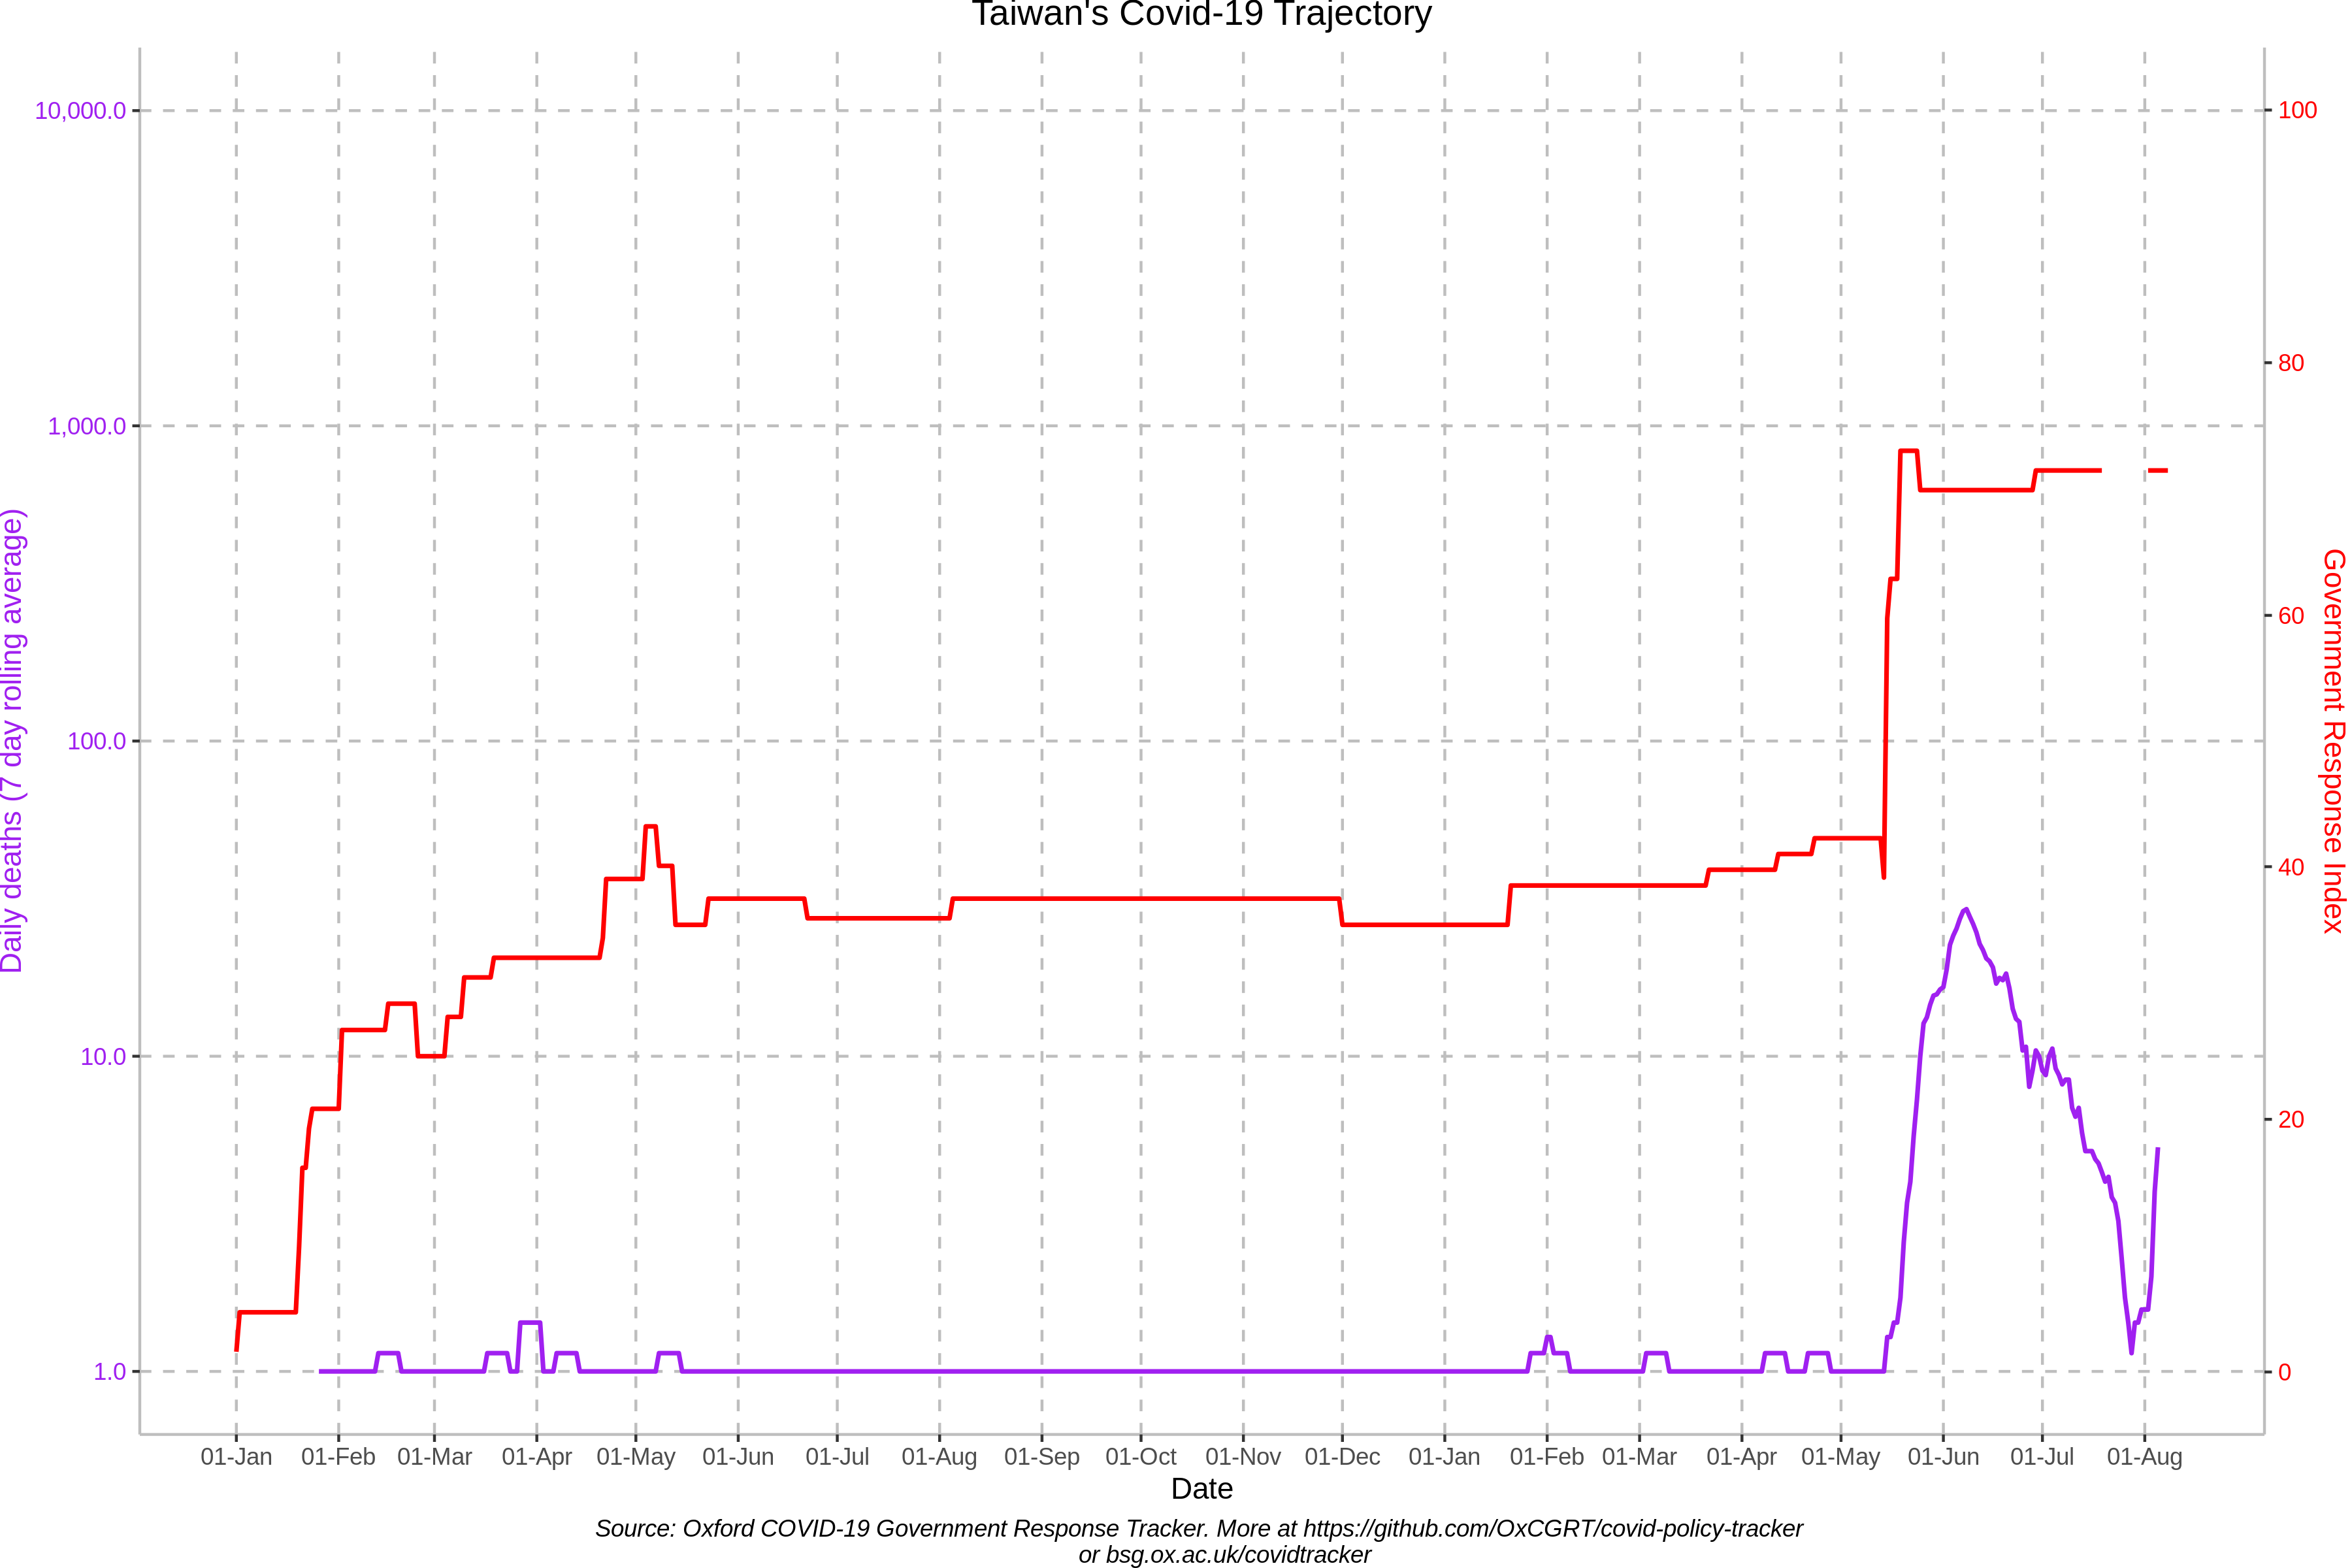 Taiwan's Covid-19 Trajectory
10,000.0
1,000.0
100.0
10.0
1.0
Daily deaths (7 day rolling average)
100
80
60
40
20
0
Government Response Index
01-Jan 01-Feb 01-Mar 01-Apr 01-May 01-Jun 01-Jul 01-Aug 01-Sep 01-Oct 01-Nov 01-Dec 01-Jan 01-Feb 01-Mar 01-Apr 01-May 01-Jun 01-Jul 01-Aug
Date
Source: Oxford COVID-19 Government Response Tracker. More at https://github.com/OxCGRT/covid-policy-tracker
or bsg.ox.ac.uk/covidtracker